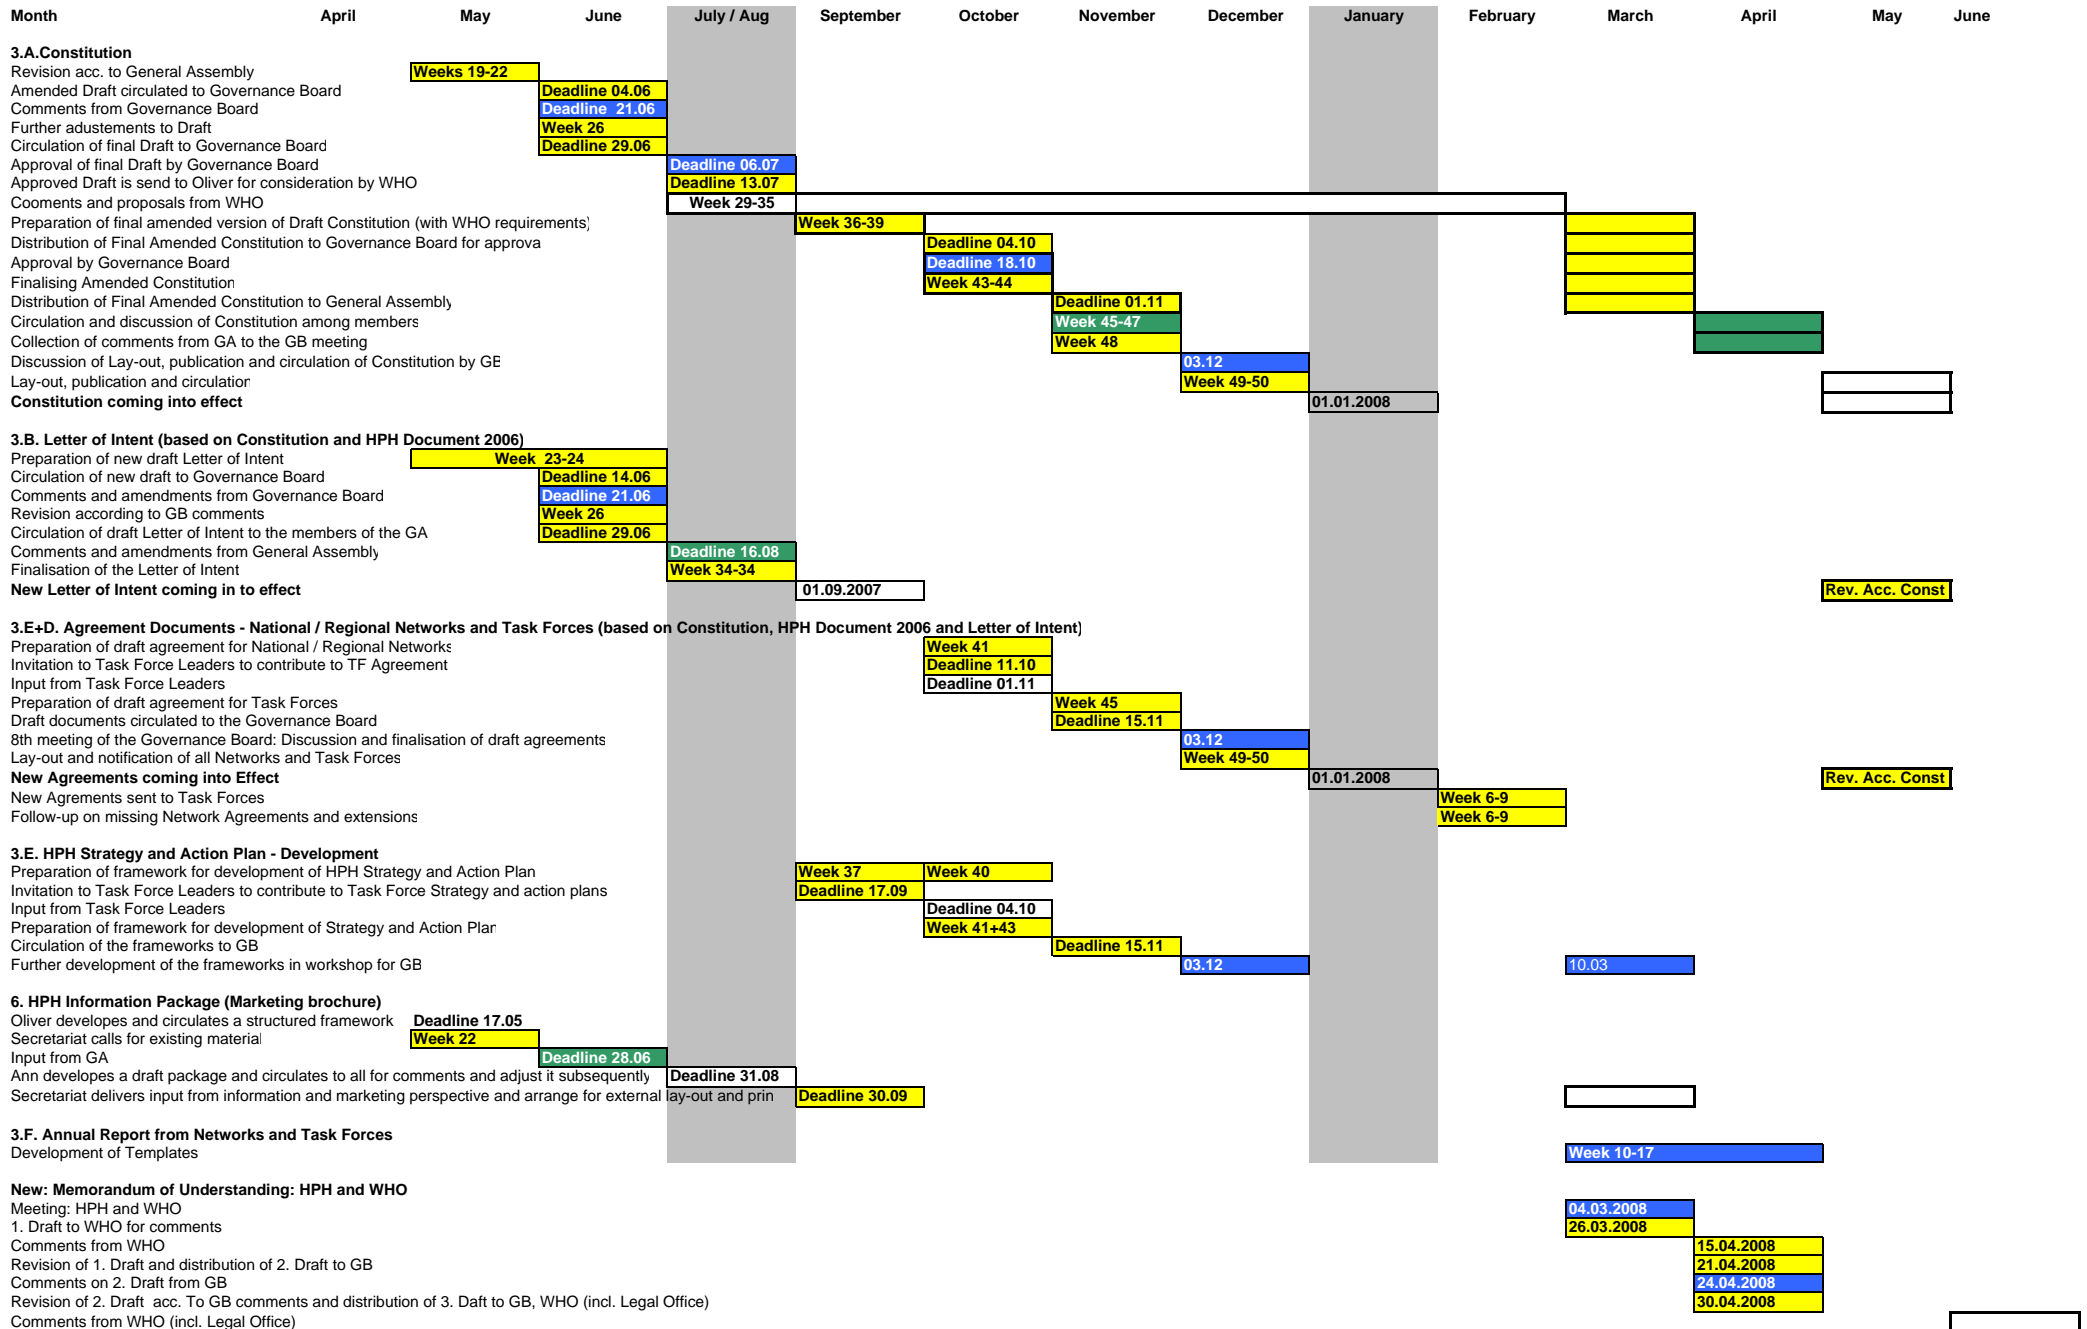 Month April May June July / Aug September October November December January February March April May June
3.A.Constitution
Revision acc. to General Assembly Weeks 19-22
Amended Draft circulated to Governance Board Deadline 04.06
Comments from Governance Board Deadline 21.06
Further adustements to Draft Week 26
Circulation of final Draft to Governance Board Deadline 29.06
Approval of final Draft by Governance Board Deadline 06.07
Approved Draft is send to Oliver for consideration by WHO Deadline 13.07
Cooments and proposals from WHO Week 29-35
Preparation of final amended version of Draft Constitution (with WHO requirements) Week 36-39
Distribution of Final Amended Constitution to Governance Board for approva Deadline 04.10
Approval by Governance Board Deadline 18.10
Finalising Amended Constitution Week 43-44
Distribution of Final Amended Constitution to General Assembly Deadline 01.11
Circulation and discussion of Constitution among members Week 45-47
Collection of comments from GA to the GB meeting Week 48
Discussion of Lay-out, publication and circulation of Constitution by GB 03.12
Lay-out, publication and circulation Week 49-50
Constitution coming into effect 01.01.2008
3.B. Letter of Intent (based on Constitution and HPH Document 2006)
Preparation of new draft Letter of Intent Week 23-24
Circulation of new draft to Governance Board Deadline 14.06
Comments and amendments from Governance Board Deadline 21.06
Revision according to GB comments Week 26
Circulation of draft Letter of Intent to the members of the GA Deadline 29.06
Comments and amendments from General Assembly Deadline 16.08
Finalisation of the Letter of Intent Week 34-34
New Letter of Intent coming in to effect 01.09.2007 Rev. Acc. Const
3.E+D. Agreement Documents - National / Regional Networks and Task Forces (based on Constitution, HPH Document 2006 and Letter of Intent)
Preparation of draft agreement for National / Regional Networks Week 41
Invitation to Task Force Leaders to contribute to TF Agreement Deadline 11.10
Input from Task Force Leaders Deadline 01.11
Preparation of draft agreement for Task Forces Week 45
Draft documents circulated to the Governance Board Deadline 15.11
8th meeting of the Governance Board: Discussion and finalisation of draft agreements 03.12
Lay-out and notification of all Networks and Task Forces Week 49-50
New Agreements coming into Effect 01.01.2008 Rev. Acc. Const
New Agrements sent to Task Forces Week 6-9
Follow-up on missing Network Agreements and extensions Week 6-9
3.E. HPH Strategy and Action Plan - Development
Preparation of framework for development of HPH Strategy and Action Plan Week 37 Week 40
Invitation to Task Force Leaders to contribute to Task Force Strategy and action plans Deadline 17.09
Input from Task Force Leaders Deadline 04.10
Preparation of framework for development of Strategy and Action Plan Week 41+43
Circulation of the frameworks to GB Deadline 15.11
Further development of the frameworks in workshop for GB 03.12 10.03
6. HPH Information Package (Marketing brochure)
Oliver developes and circulates a structured framework Deadline 17.05
Secretariat calls for existing material Week 22
Input from GA Deadline 28.06
Ann developes a draft package and circulates to all for comments and adjust it subsequently Deadline 31.08
Secretariat delivers input from information and marketing perspective and arrange for external lay-out and prin Deadline 30.09
3.F. Annual Report from Networks and Task Forces
Development of Templates Week 10-17
New: Memorandum of Understanding: HPH and WHO
Meeting: HPH and WHO 04.03.2008
1. Draft to WHO for comments 26.03.2008
Comments from WHO 15.04.2008
Revision of 1. Draft and distribution of 2. Draft to GB 21.04.2008
Comments on 2. Draft from GB 24.04.2008
Revision of 2. Draft acc. To GB comments and distribution of 3. Daft to GB, WHO (incl. Legal Office) 30.04.2008
Comments from WHO (incl. Legal Office)